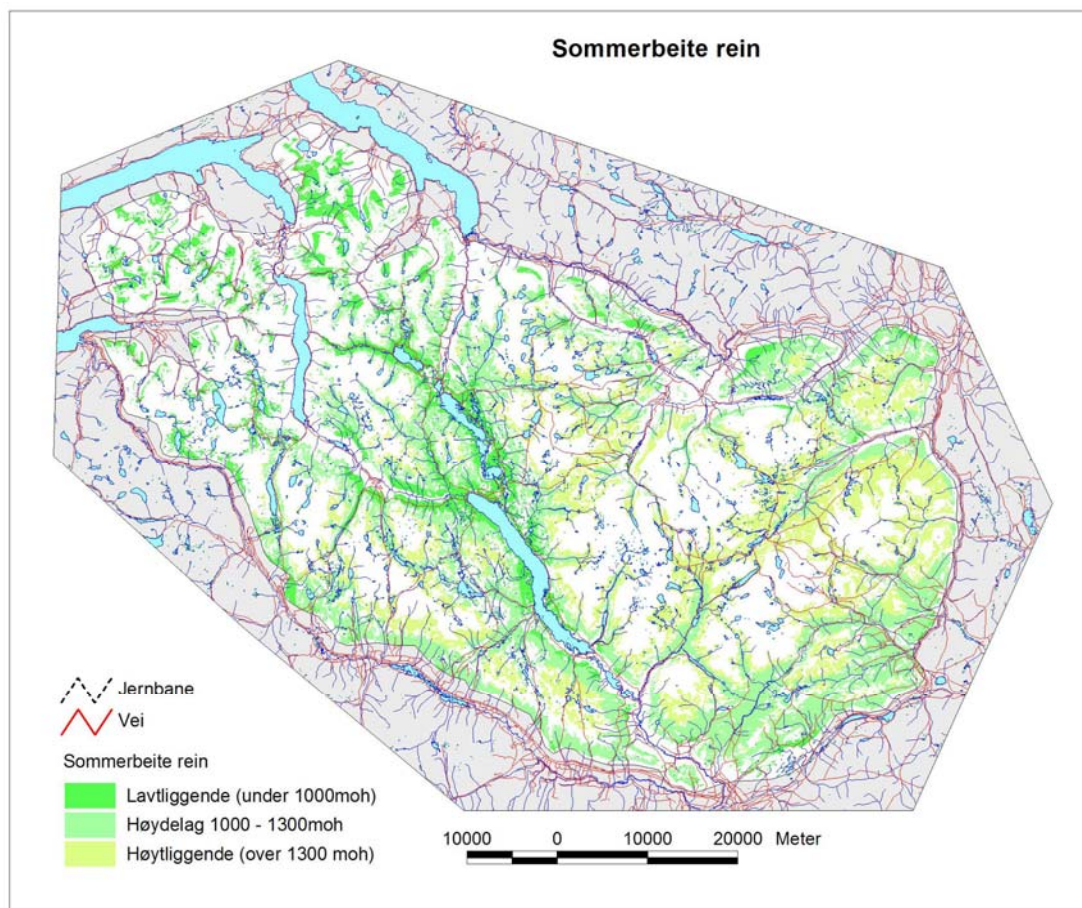 Sommerbeite rein
Jernbane
Vei
Sommerbeite rein
Lavtliggende (under 1000moh)
Høydelag 1000 - 1300moh
Høytliggende (over 1300 moh)
10000 0 10000 20000 Meter